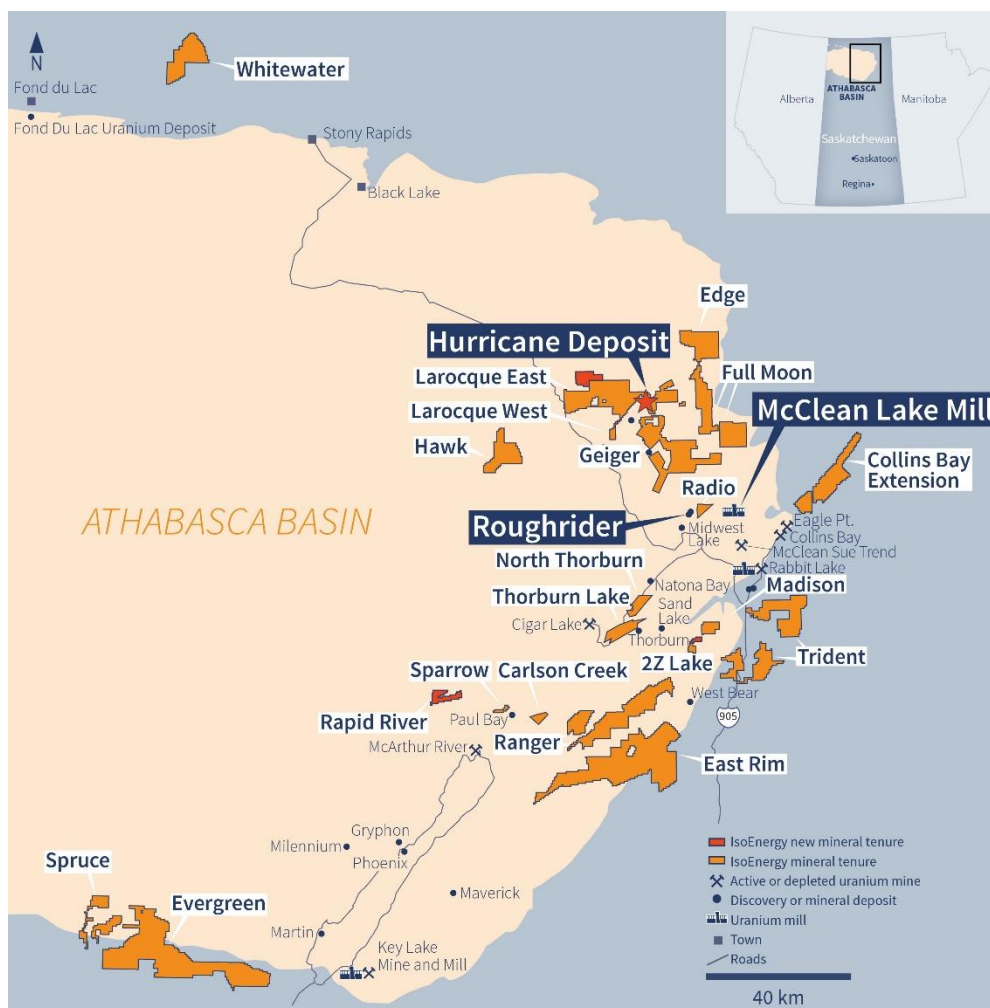 N
Whitewater
Fond du Lac
Fond Du Lac Uranium Deposit
Stony Rapids
Black Lake
Alberta
ATHABASCA
BASIN
Manitoba
Saskatchewan
Saskatoon
Regina
Edge
Hurricane Deposit
Larocque East
Full Moon
Larocque West
McClean Lake Mill
Hawk
Geiger
Collins Bay
Extension
Radio
ATHABASCA BASIN
Roughrider
Midwest
Lake
Eagle Pt.
Collins Bay
McClean Sue Trend
Rabbit Lake
North Thorburn
Natona Bay
Madison
Thorburn Lake
Sand
Lake
Cigar Lake
Thorburn
2Z Lake
Trident
Sparrow
Carlson Creek
West Bear
Rapid River
Paul Bay
905
Ranger
McArthur River
East Rim
Gryphon
Milennium
Phoenix
Maverick
Spruce
Evergreen
Martin
Key Lake
Mine and Mill
IsoEnergy new mineral tenure
IsoEnergy mineral tenure
Active or depleted uranium mine
Discovery or mineral deposit
Uranium mill
Town
Roads
40 km